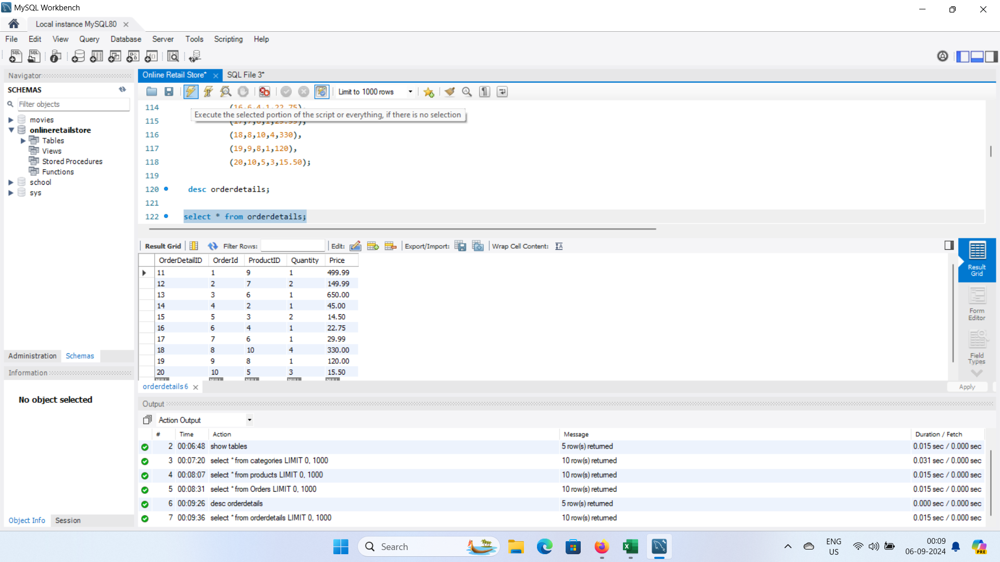 MySQL Workbench
Local instance MySQL80
File Edit View Query Database Server Tools Scripting Help
Navigator
SCHEMAS
Filter objects
movies
onlineretailstore
Tables
Views
Stored Procedures
Functions
school
sys
Administration Schemas
Information
No object selected
Object Info Session
Online Retail Store* SQL File 3*
Limit to 1000 rows
114 (16,6,4,1,22.75),
Execute the selected portion of the script or everything, if there is no selection
115 (17,7,6,1,29.99),
116 (18,8,10,4,330),
117 (19,9,8,1,120),
118 (20,10,5,3,15.50);
119
120 desc orderdetails;
121
122 select * from orderdetails;
Result Grid Filter Rows: Edit: Export/Import: Wrap Cell Content:
OrderDetailID OrderId ProductID Quantity Price
11 1 9 1 499.99
12 2 7 2 149.99
13 3 6 1 650.00
14 4 2 1 45.00
15 5 3 2 14.50
16 6 4 1 22.75
17 7 6 1 29.99
18 8 10 4 330.00
19 9 8 1 120.00
20 10 5 3 15.50
NULL NULL NULL NULL NULL
Result Grid
Form Editor
Field Types
orderdetails 6
Apply
Output
Action Output
# Time Action Message Duration / Fetch
2 00:06:48 show tables 5 row(s) returned 0.015 sec / 0.000 sec
3 00:07:20 select * from categories LIMIT 0, 1000 10 row(s) returned 0.031 sec / 0.000 sec
4 00:08:07 select * from products LIMIT 0, 1000 10 row(s) returned 0.015 sec / 0.000 sec
5 00:08:31 select * from Orders LIMIT 0, 1000 10 row(s) returned 0.015 sec / 0.000 sec
6 00:09:26 desc orderdetails 5 row(s) returned 0.000 sec / 0.000 sec
7 00:09:36 select * from orderdetails LIMIT 0, 1000 10 row(s) returned 0.015 sec / 0.000 sec
Search
ENG
US
00:09
06-09-2024
PRE